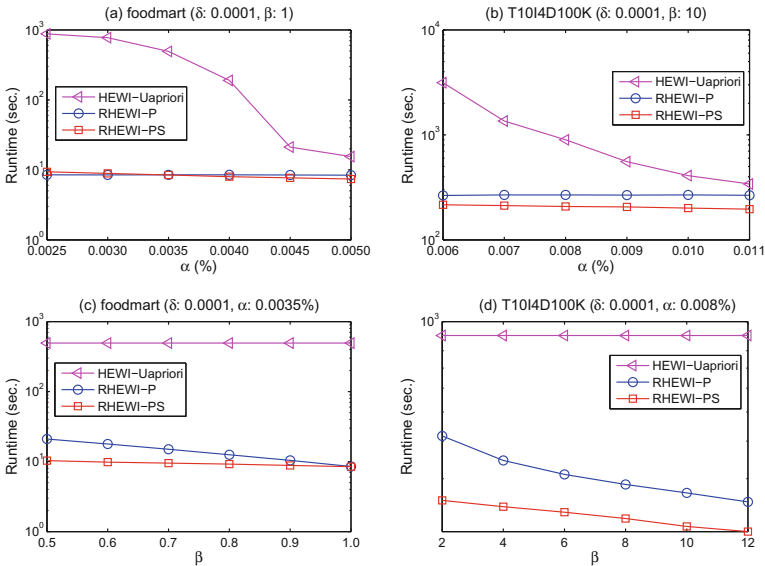 (a) foodmart (δ: 0.0001, β: 1)
Runtime (sec.)
10^3
10^2
10^1
10^0
HEWI−Uapriori
RHEWI−P
RHEWI−PS
0.0025 0.0030 0.0035 0.0040 0.0045 0.0050
α (%)
(b) T10I4D100K (δ: 0.0001, β: 10)
Runtime (sec.)
10^4
10^3
10^2
HEWI−Uapriori
RHEWI−P
RHEWI−PS
0.006 0.007 0.008 0.009 0.010 0.011
α (%)
(c) foodmart (δ: 0.0001, α: 0.0035%)
Runtime (sec.)
10^3
10^2
10^1
10^0
HEWI−Uapriori
RHEWI−P
RHEWI−PS
0.5 0.6 0.7 0.8 0.9 1.0
β
(d) T10I4D100K (δ: 0.0001, α: 0.008%)
Runtime (sec.)
10^3
HEWI−Uapriori
RHEWI−P
RHEWI−PS
2 4 6 8 10 12
β